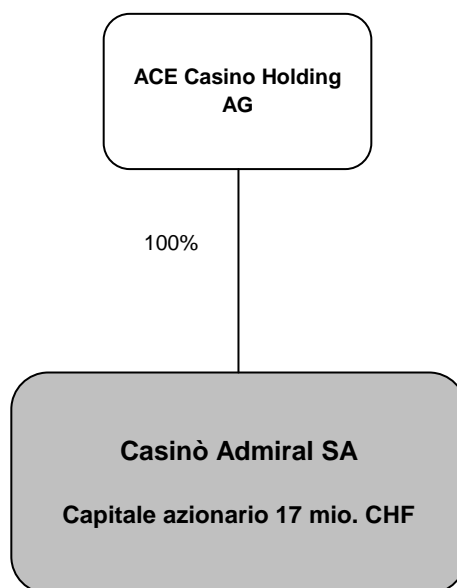 ACE Casino Holding
AG
100%
Casinò Admiral SA
Capitale azionario 17 mio. CHF